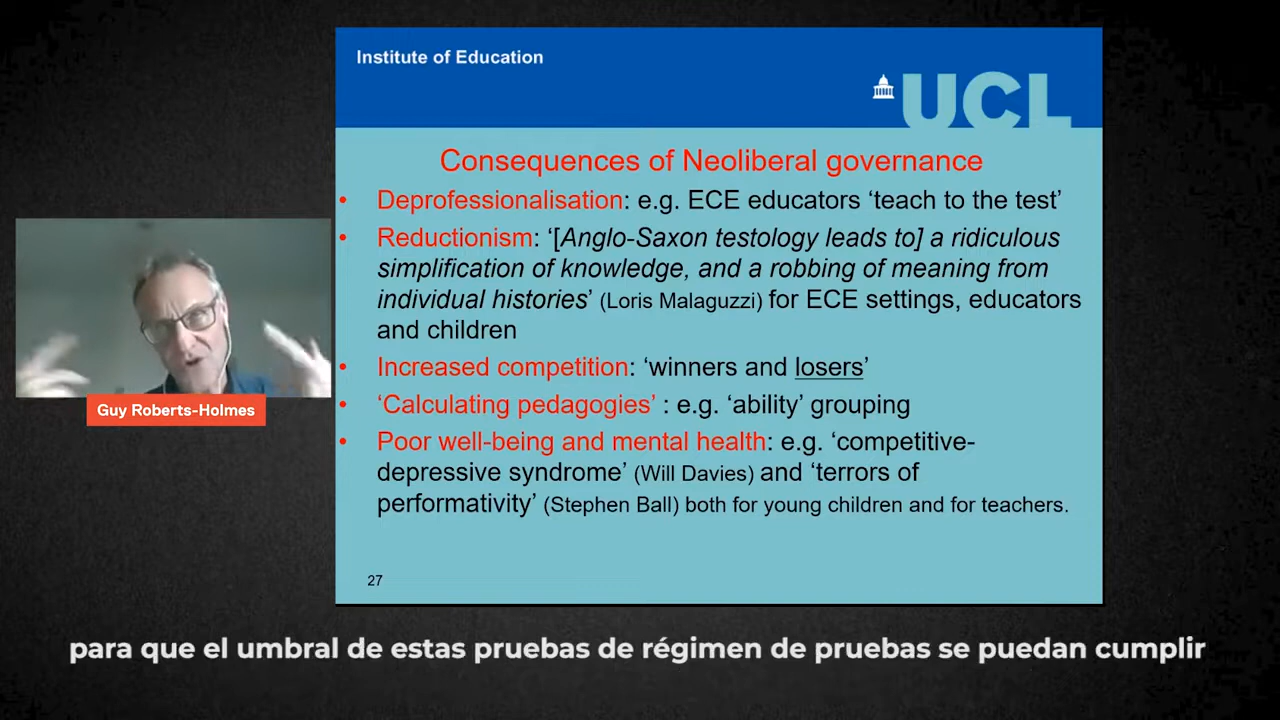 Institute of Education
UCL
Consequences of Neoliberal governance
• Deprofessionalisation: e.g. ECE educators ‘teach to the test’
• Reductionism: ‘[Anglo-Saxon testology leads to] a ridiculous
simplification of knowledge, and a robbing of meaning from
individual histories’ (Loris Malaguzzi) for ECE settings, educators
and children
• Increased competition: ‘winners and losers’
• ‘Calculating pedagogies’ : e.g. ‘ability’ grouping
• Poor well-being and mental health: e.g. ‘competitive-
depressive syndrome’ (Will Davies) and ‘terrors of
performativity’ (Stephen Ball) both for young children and for teachers.
27
Guy Roberts-Holmes
para que el umbral de estas pruebas de régimen de pruebas se puedan cumplir